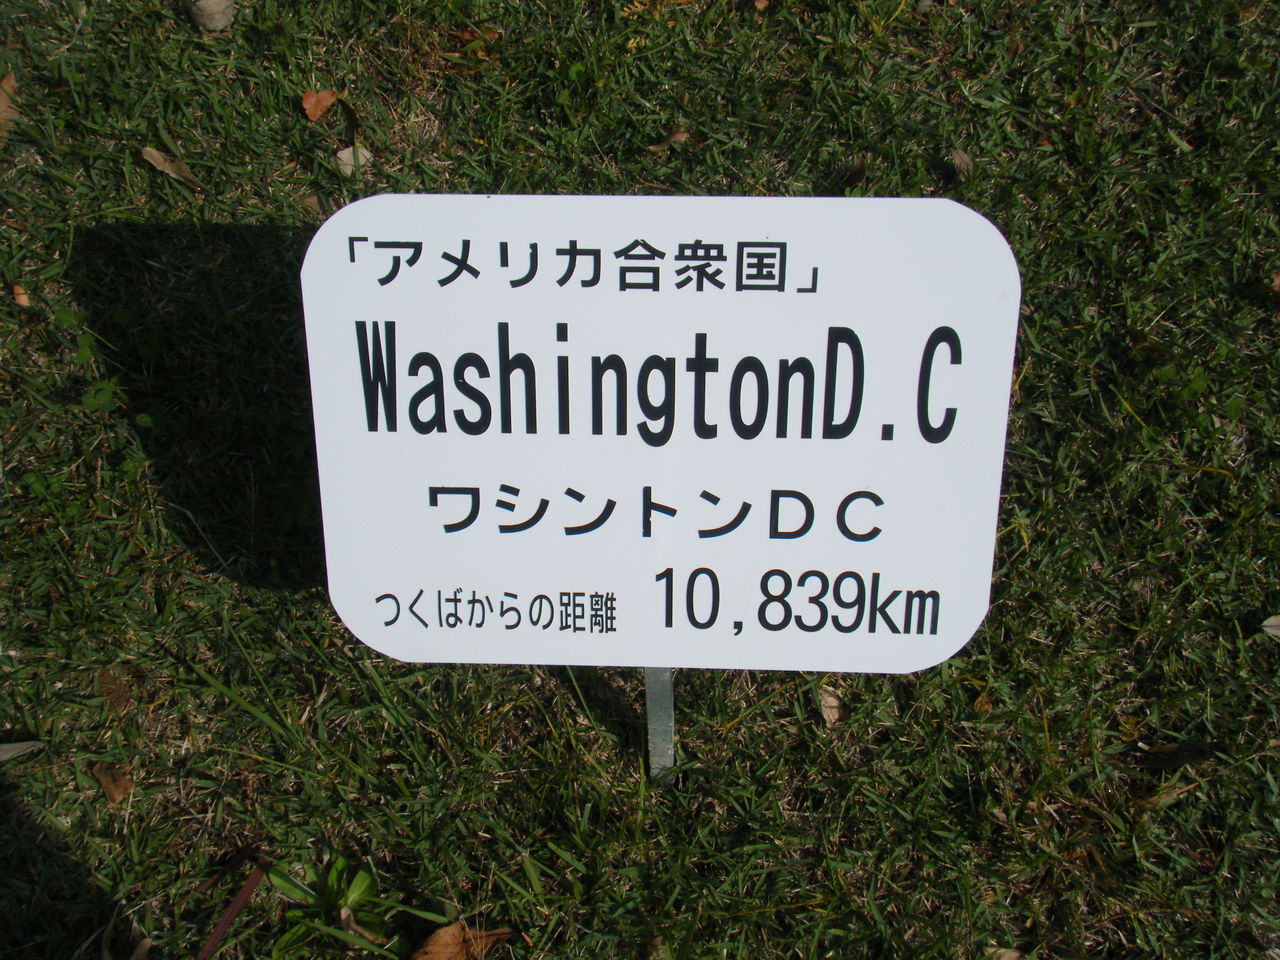 「アメリカ合衆国」
WashingtonD.C
ワシントンＤＣ
つくばからの距離 10,839km